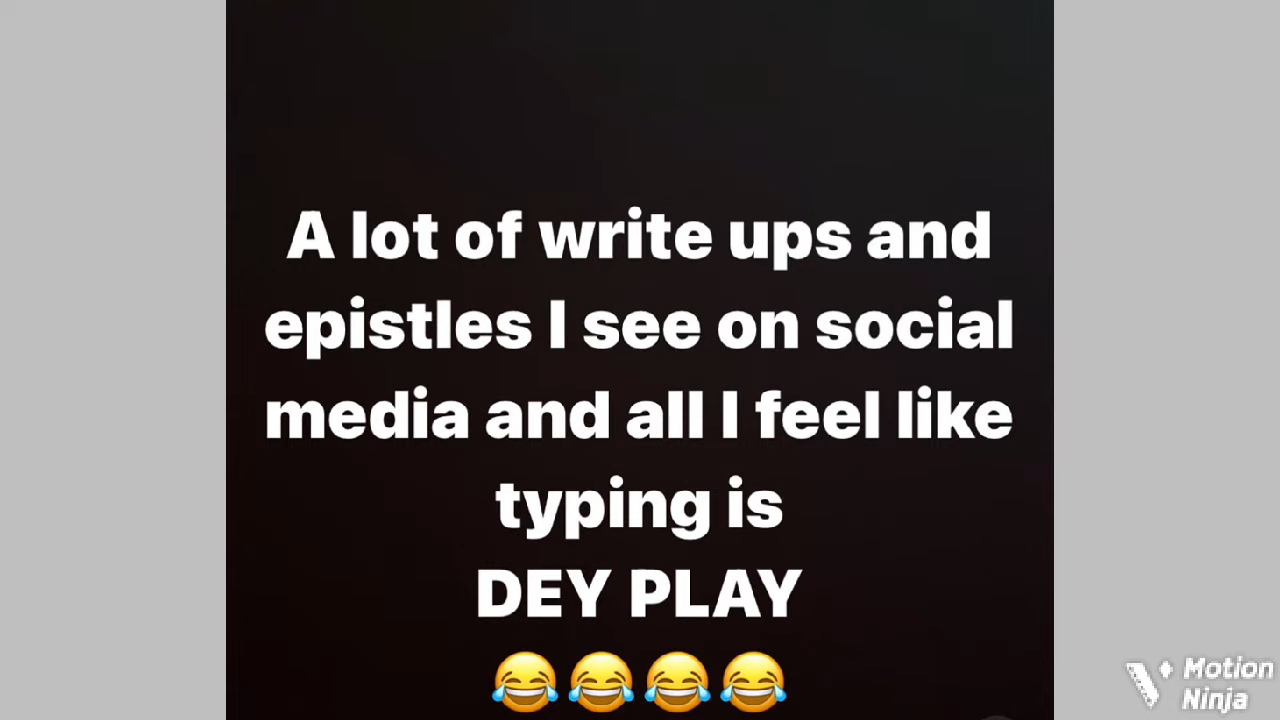 A lot of write ups and
epistles I see on social
media and all I feel like
typing is
DEY PLAY
😂😂😂😂
Motion
Ninja